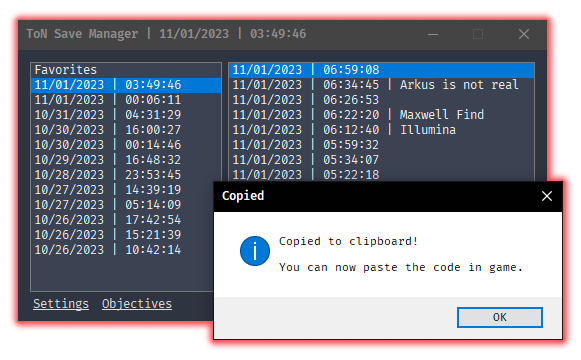 ToN Save Manager | 11/01/2023 | 03:49:46
Favorites
11/01/2023 | 03:49:46
11/01/2023 | 00:06:11
10/31/2023 | 04:31:29
10/30/2023 | 16:00:27
10/30/2023 | 00:14:46
10/29/2023 | 16:48:32
10/28/2023 | 23:53:45
10/27/2023 | 14:39:19
10/27/2023 | 05:14:09
10/26/2023 | 17:42:54
10/26/2023 | 15:21:39
10/26/2023 | 10:42:14
11/01/2023 | 06:59:08
11/01/2023 | 06:34:45 | Arkus is not real
11/01/2023 | 06:26:53
11/01/2023 | 06:22:20 | Maxwell Find
11/01/2023 | 06:12:40 | Illumina
11/01/2023 | 05:59:32
11/01/2023 | 05:34:07
11/01/2023 | 05:22:18
Settings Objectives
Copied
Copied to clipboard!
You can now paste the code in game.
OK